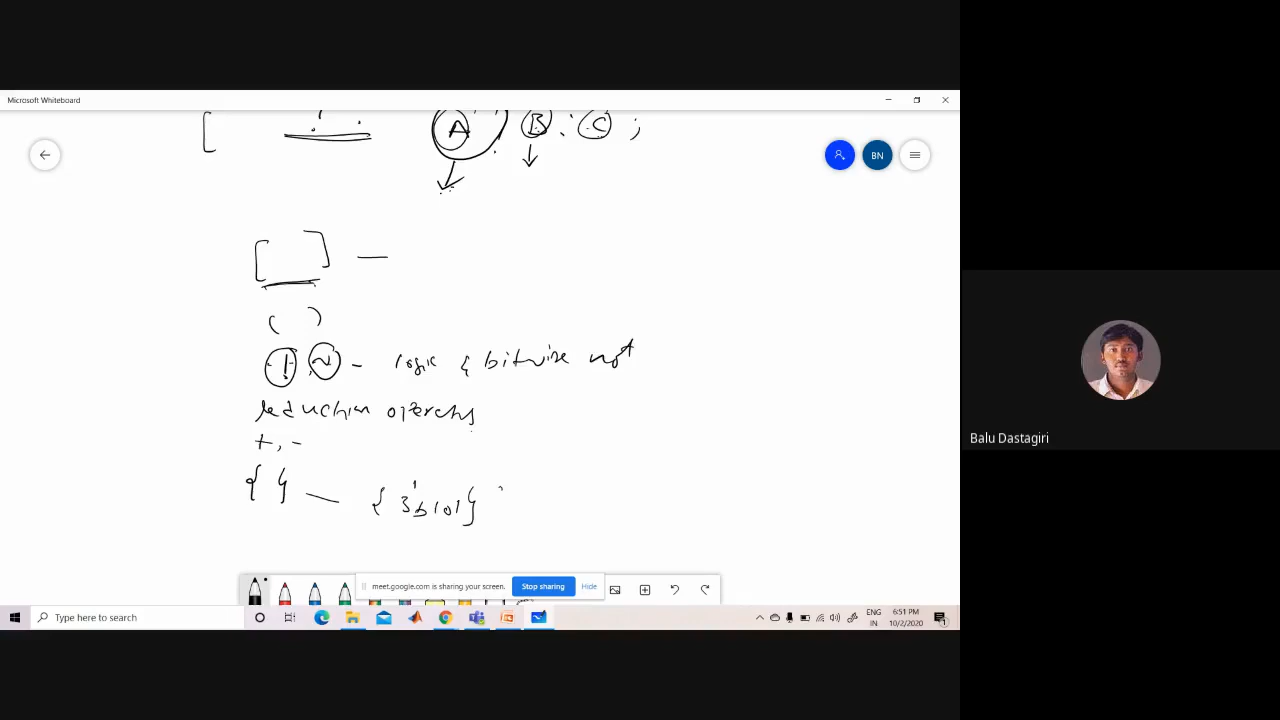 Microsoft Whiteboard
[ A B : C ;
BN
[ ] —
( )
! , ~ - logic & bitwise not
reduction operators
+, -
{ } — { 3'b101 }
Balu Dastagiri
meet.google.com is sharing your screen. Stop sharing Hide
Type here to search
ENG
IN
6:51 PM
10/2/2020